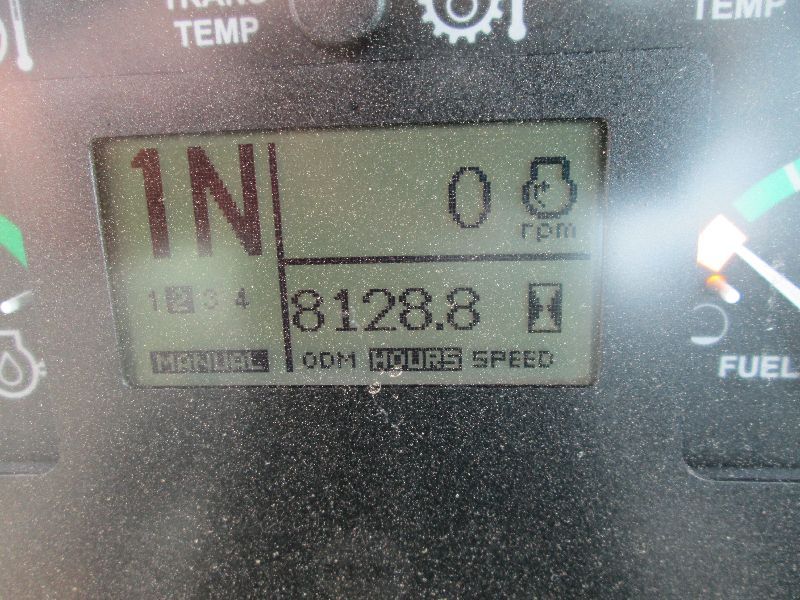 TRANS
TEMP
TEMP
1N
0
rpm
1 2 3 4
8128.8
MANUAL
ODM HOURS SPEED
FUEL